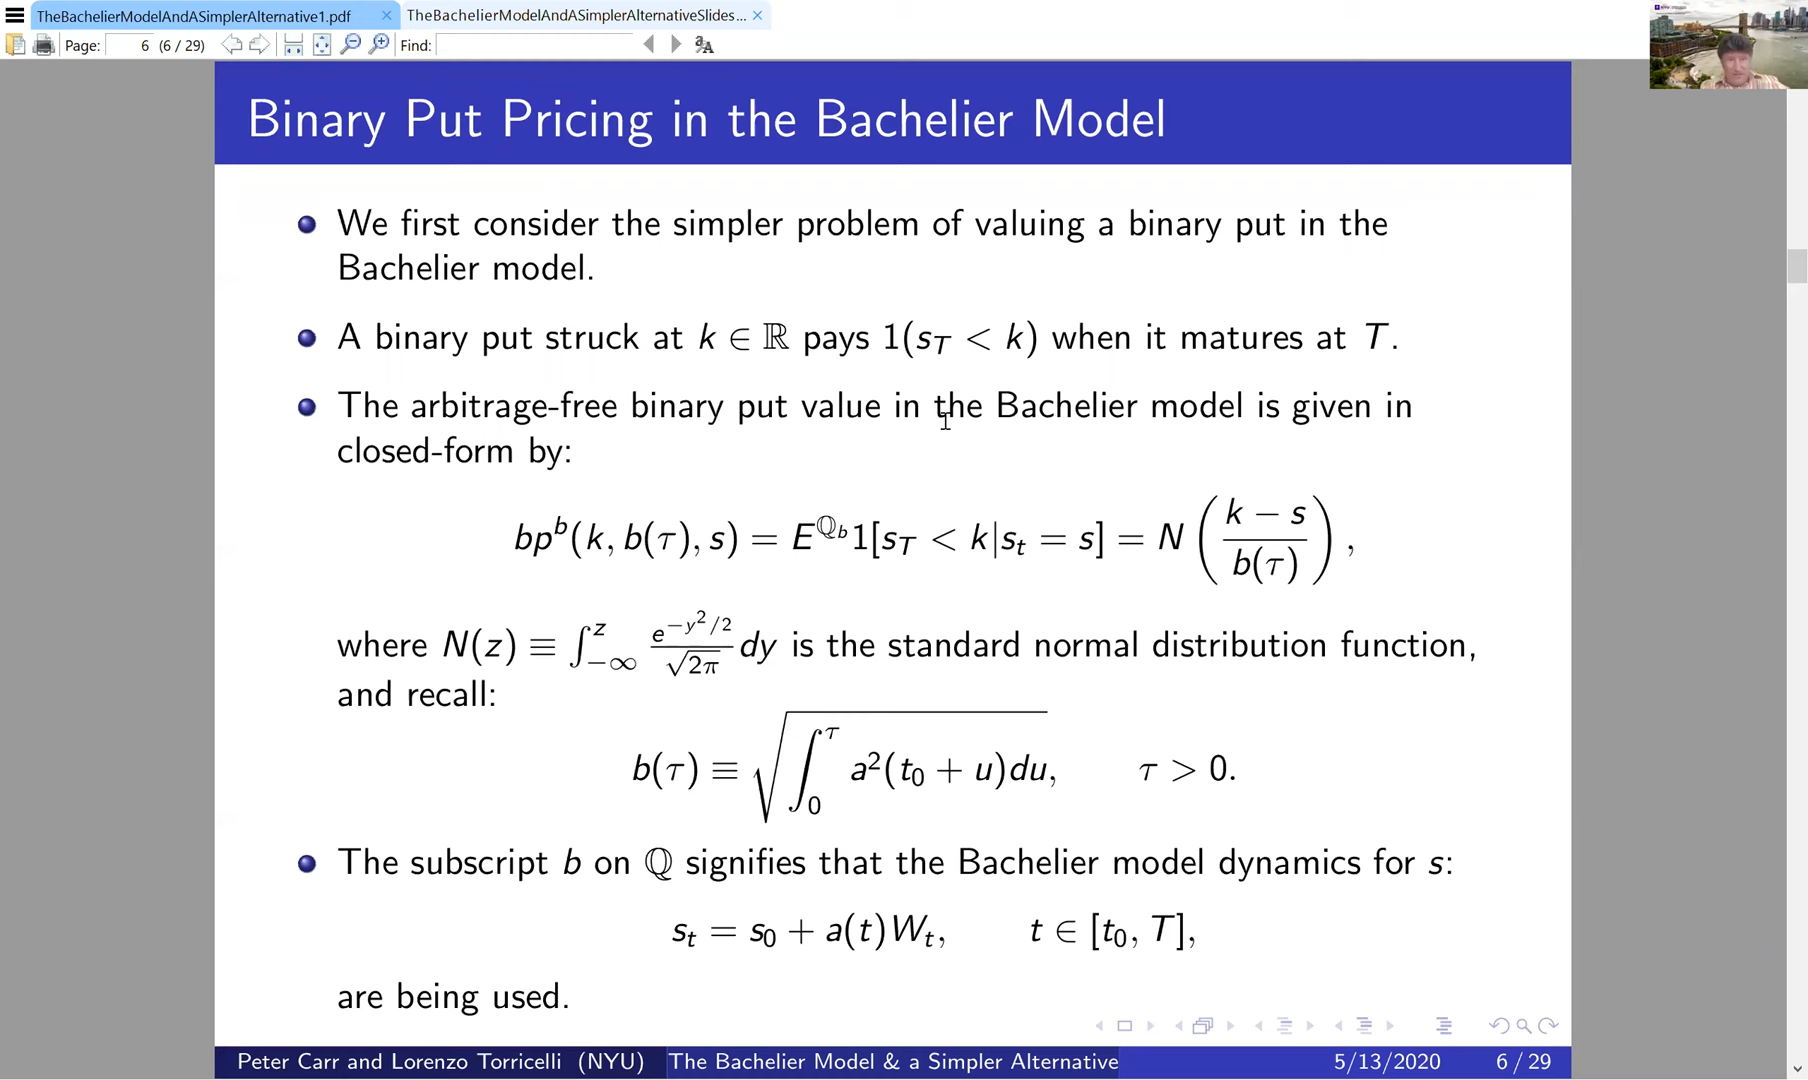 TheBachelierModelAndASimplerAlternative1.pdf TheBachelierModelAndASimplerAlternativeSlides...
Page: 6 (6 / 29) Find:
Binary Put Pricing in the Bachelier Model
We first consider the simpler problem of valuing a binary put in the
Bachelier model.
A binary put struck at k ∈ ℝ pays 1(s_T < k) when it matures at T.
The arbitrage-free binary put value in the Bachelier model is given in
closed-form by:
bp^b(k, b(τ), s) = E^{ℚ_b}1[s_T < k|s_t = s] = N((k − s)/b(τ)),
where N(z) ≡ ∫_{−∞}^z e^{−y²/2}/√(2π) dy is the standard normal distribution function,
and recall:
b(τ) ≡ √(∫_0^τ a²(t_0 + u)du), τ > 0.
The subscript b on ℚ signifies that the Bachelier model dynamics for s:
s_t = s_0 + a(t)W_t, t ∈ [t_0, T],
are being used.
Peter Carr and Lorenzo Torricelli (NYU) The Bachelier Model & a Simpler Alternative 5/13/2020 6 / 29